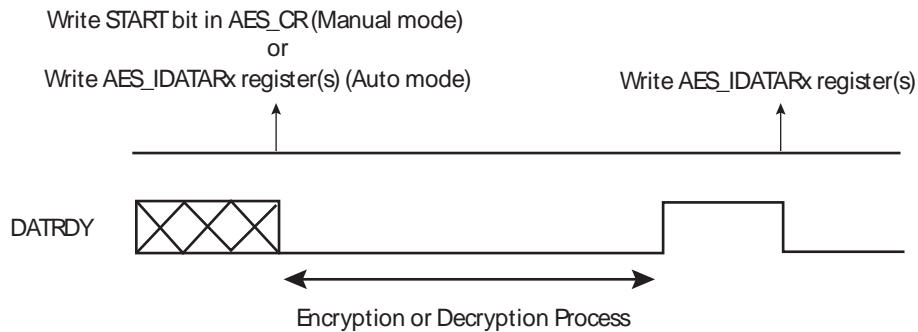 Write START bit in AES_CR (Manual mode)
or
Write AES_IDATARx register(s) (Auto mode)
Write AES_IDATARx register(s)
DATRDY
Encryption or Decryption Process